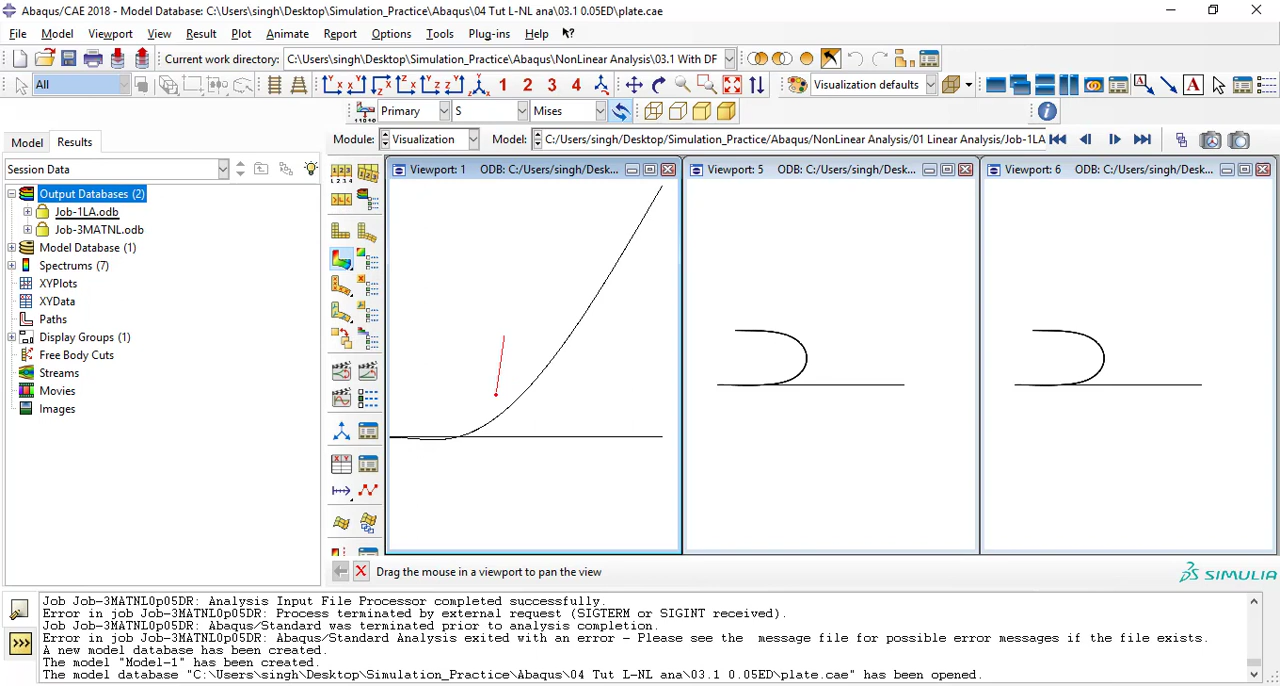 Abaqus/CAE 2018 - Model Database: C:\Users\singh\Desktop\Simulation_Practice\Abaqus\04 Tut L-NL ana\03.1 0.05ED\plate.cae
File Model Viewport View Result Plot Animate Report Options Tools Plug-ins Help
Current work directory: C:\Users\singh\Desktop\Simulation_Practice\Abaqus\NonLinear Analysis\03.1 With DF
All 1 2 3 4 Visualization defaults
Primary S Mises
Model Results Module: Visualization Model: C:/Users/singh/Desktop/Simulation_Practice/Abaqus/NonLinear Analysis/01 Linear Analysis/Job-1LA
Session Data
Viewport: 1 ODB: C:/Users/singh/Desk...
Viewport: 5 ODB: C:/Users/singh/Desk...
Viewport: 6 ODB: C:/Users/singh/Desk...
Output Databases (2)
Job-1LA.odb
Job-3MATNL.odb
Model Database (1)
Spectrums (7)
XYPlots
XYData
Paths
Display Groups (1)
Free Body Cuts
Streams
Movies
Images
Drag the mouse in a viewport to pan the view
SIMULIA
Job Job-3MATNL0p05DR: Analysis Input File Processor completed successfully.
Error in job Job-3MATNL0p05DR: Process terminated by external request (SIGTERM or SIGINT received).
Job Job-3MATNL0p05DR: Abaqus/Standard was terminated prior to analysis completion.
Error in job Job-3MATNL0p05DR: Abaqus/Standard Analysis exited with an error - Please see the message file for possible error messages if the file exists.
A new model database has been created.
The model "Model-1" has been created.
The model database "C:\Users\singh\Desktop\Simulation_Practice\Abaqus\04 Tut L-NL ana\03.1 0.05ED\plate.cae" has been opened.